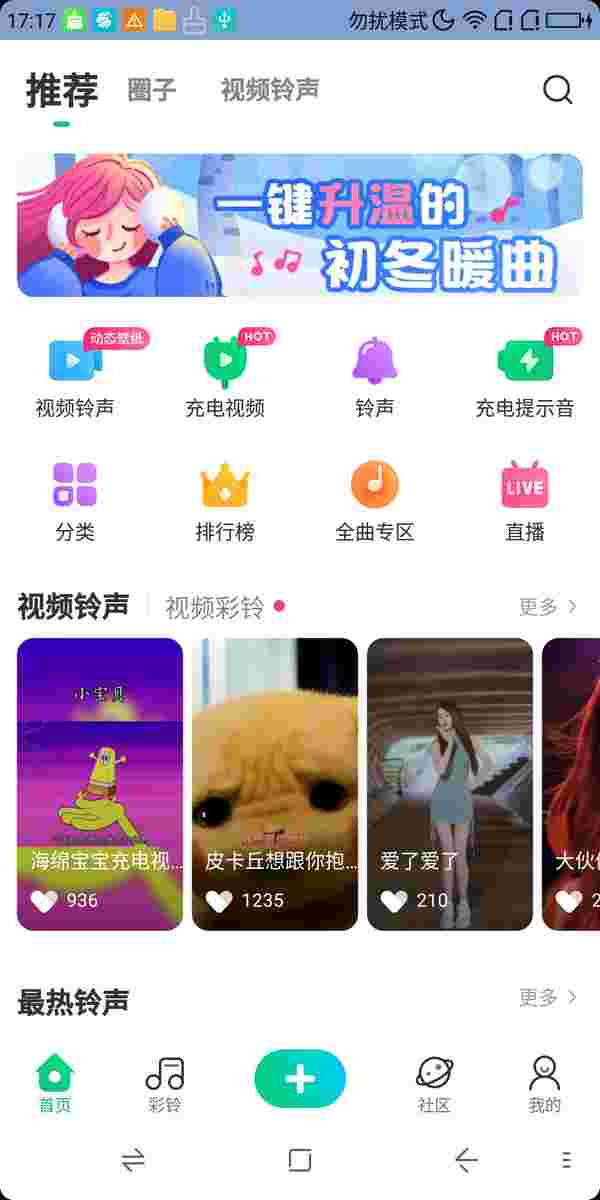 17:17
勿扰模式
推荐
圈子
视频铃声
一键升温的
初冬暖曲
动态壁纸
HOT
HOT
视频铃声
充电视频
铃声
充电提示音
LIVE
分类
排行榜
全曲专区
直播
视频铃声
视频彩铃
更多
小宝贝
海绵宝宝充电视...
皮卡丘想跟你抱...
爱了爱了
大伙
936
1235
210
2
最热铃声
更多
首页
彩铃
社区
我的